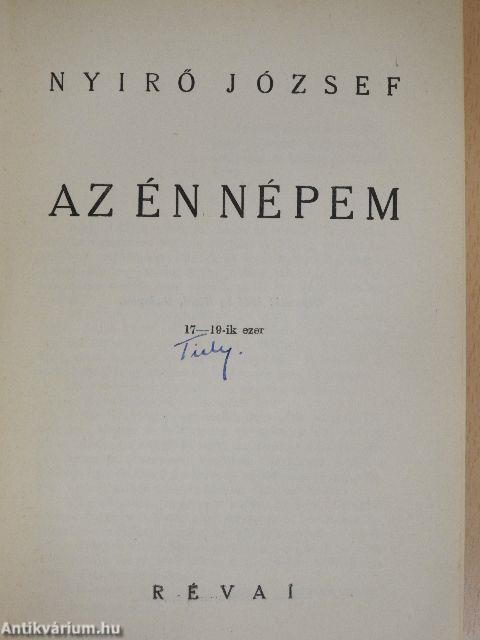 NYIRŐ JÓZSEF
AZ ÉN NÉPEM
17—19-ik ezer
RÉVAI
Antikvárium.hu